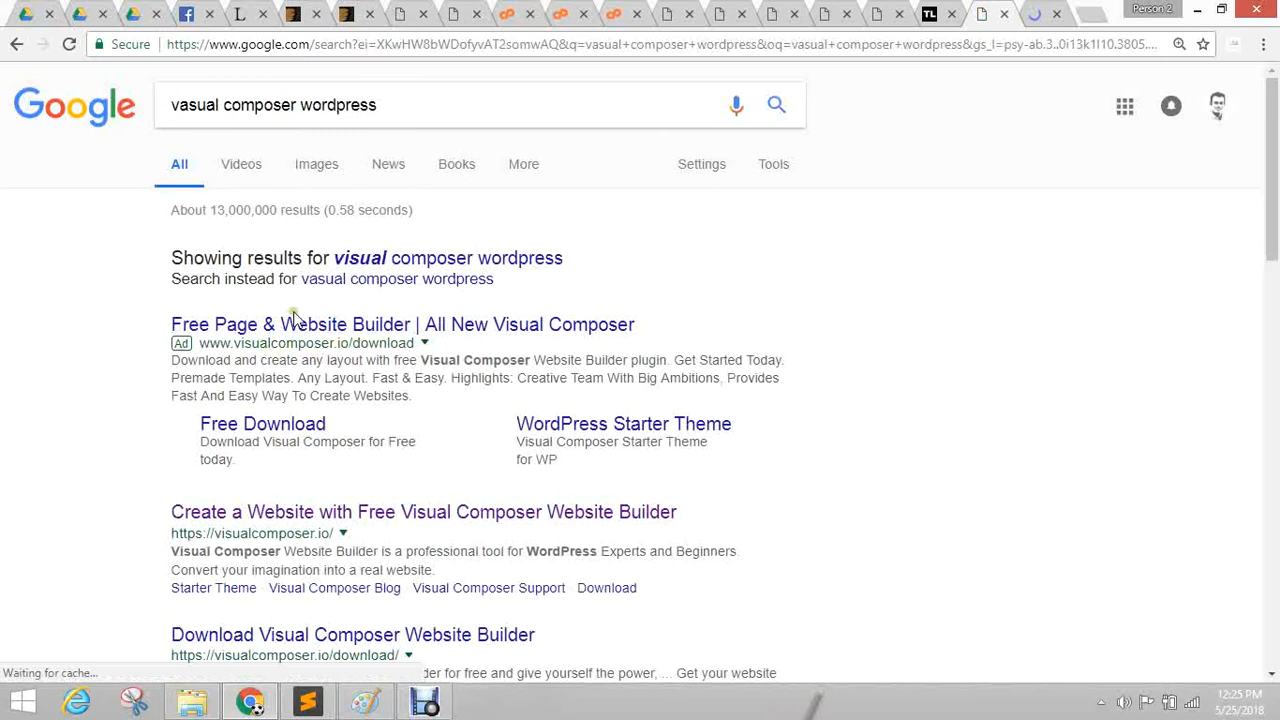 Person 2
Secure
https://www.google.com/search?ei=XKwHW8bWDofyvAT2somwAQ&q=vasual+composer+wordpress&oq=vasual+composer+wordpress&gs_l=psy-ab.3..0i13k1l10.3805....
Google
vasual composer wordpress
All Videos Images News Books More Settings Tools
About 13,000,000 results (0.58 seconds)
Showing results for visual composer wordpress
Search instead for vasual composer wordpress
Free Page & Website Builder | All New Visual Composer
Ad www.visualcomposer.io/download
Download and create any layout with free Visual Composer Website Builder plugin. Get Started Today.
Premade Templates. Any Layout. Fast & Easy. Highlights: Creative Team With Big Ambitions, Provides
Fast And Easy Way To Create Websites.
Free Download WordPress Starter Theme
Download Visual Composer for Free Visual Composer Starter Theme
today. for WP
Create a Website with Free Visual Composer Website Builder
https://visualcomposer.io/
Visual Composer Website Builder is a professional tool for WordPress Experts and Beginners.
Convert your imagination into a real website.
Starter Theme Visual Composer Blog Visual Composer Support Download
Download Visual Composer Website Builder
https://visualcomposer.io/download/
Waiting for cache...
der for free and give yourself the power, ... Get your website
12:25 PM
5/25/2018